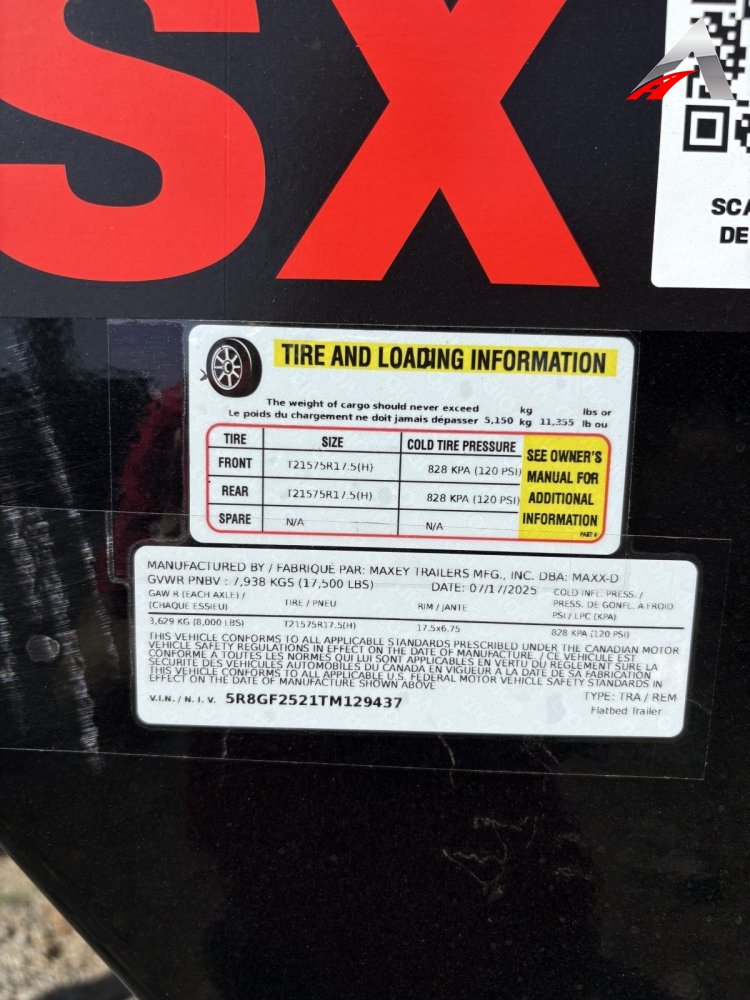 SX
SCA
DE
TIRE AND LOADING INFORMATION
The weight of cargo should never exceed kg lbs or
Le poids du chargement ne doit jamais dépasser 5,150 kg 11,355 lb ou
TIRE SIZE COLD TIRE PRESSURE SEE OWNER'S MANUAL FOR ADDITIONAL INFORMATION
FRONT T21575R17.5(H) 828 KPA (120 PSI)
REAR T21575R17.5(H) 828 KPA (120 PSI)
SPARE N/A N/A
MANUFACTURED BY / FABRIQUÉ PAR: MAXEY TRAILERS MFG., INC. DBA: MAXX-D
GVWR PNBV : 7,938 KGS (17,500 LBS) DATE: 07/17/2025
GAW R (EACH AXLE) / (CHAQUE ESSIEU) TIRE / PNEU RIM / JANTE COLD INFL. PRESS. / PRESS. DE GONFL. A FROID PSI / LPC (KPA)
3,629 KG (8,000 LBS) T21575R17.5(H) 17.5x6.75 828 KPA (120 PSI)
THIS VEHICLE CONFORMS TO ALL APPLICABLE STANDARDS PRESCRIBED UNDER THE CANADIAN MOTOR
VEHICLE SAFETY REGULATIONS IN EFFECT ON THE DATE OF MANUFACTURE / CE VEHICULE EST
CONFORME A TOUTES LES NORMES QUI LUI SONT APPLICABLES EN VERTU DU REGLEMENT SUR LA
SECURITE DES VEHICULES AUTOMOBILES DU CANADA EN VIGUEUR A LA DATE DE SA FABRICATION
THIS VEHICLE CONFORMS TO ALL APPLICABLE U.S. FEDERAL MOTOR VEHICLE SAFETY STANDARDS IN
EFFECT ON THE DATE OF MANUFACTURE SHOWN ABOVE
V.I.N. / N.I.V. 5R8GF2521TM129437 TYPE: TRA / REM
Flatbed Trailer